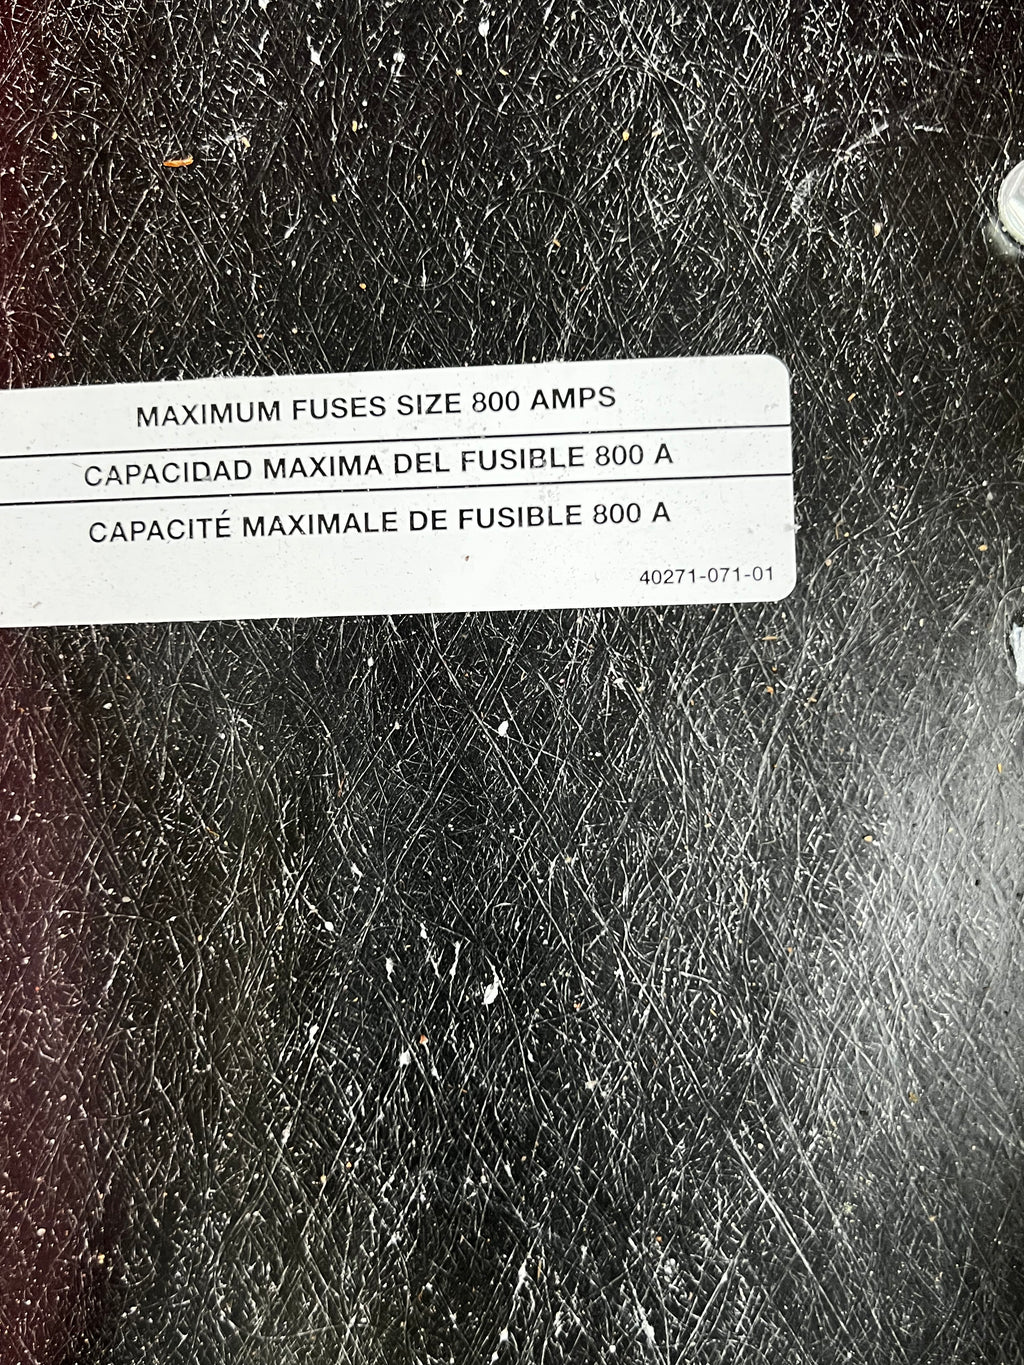 MAXIMUM FUSES SIZE 800 AMPS
CAPACIDAD MAXIMA DEL FUSIBLE 800 A
CAPACITÉ MAXIMALE DE FUSIBLE 800 A
40271-071-01